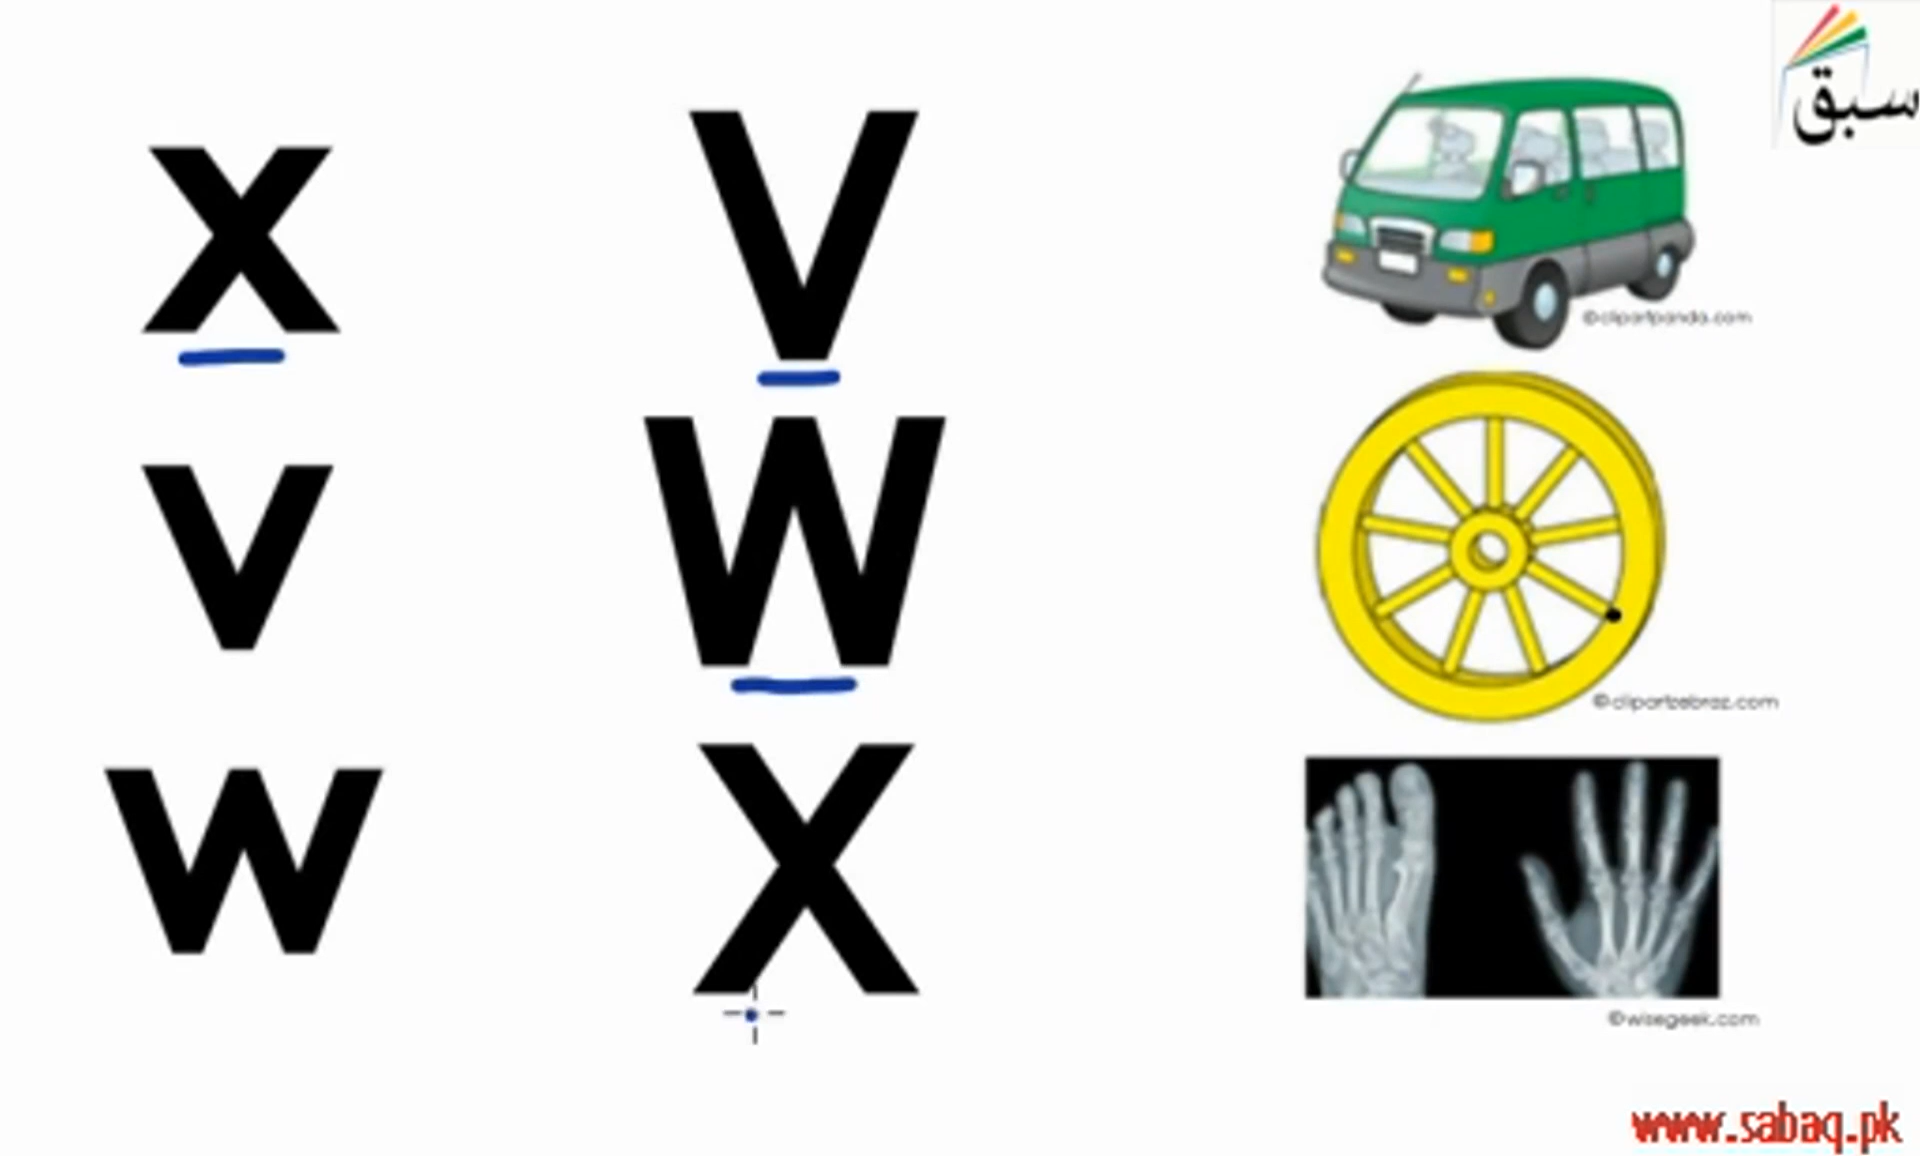 سبق
x V
©clipartpanda.com
v W
©clipartzebraz.com
w X
©wisegeek.com
www.sabaq.pk